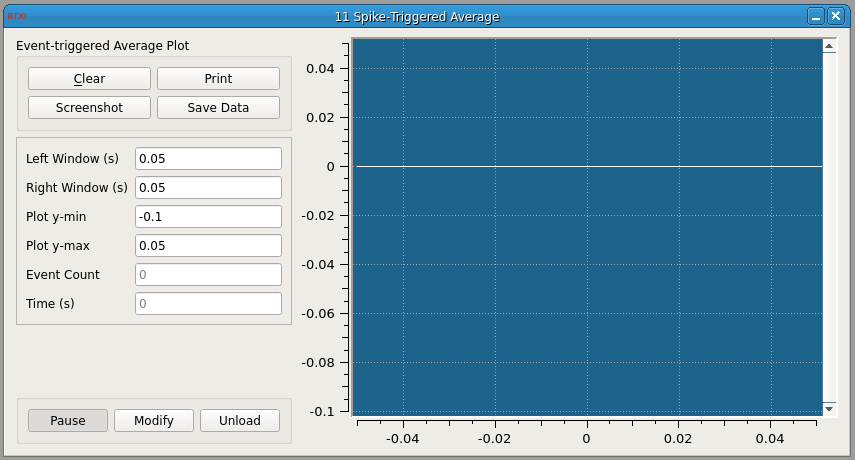 RTXI
11 Spike-Triggered Average
Event-triggered Average Plot
Clear
Print
Screenshot
Save Data
Left Window (s) 0.05
Right Window (s) 0.05
Plot y-min -0.1
Plot y-max 0.05
Event Count 0
Time (s) 0
Pause
Modify
Unload
0.04
0.02
0
-0.02
-0.04
-0.06
-0.08
-0.1
-0.04 -0.02 0 0.02 0.04